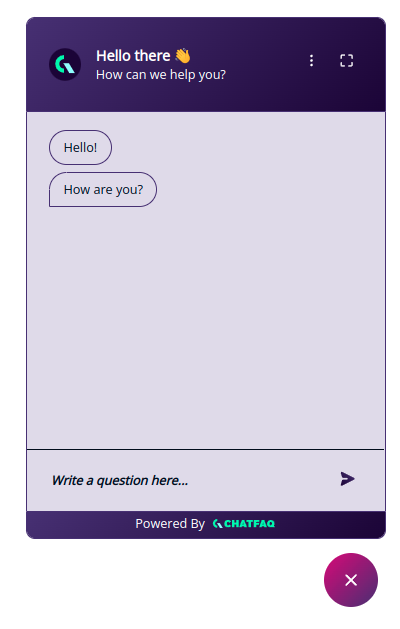 Hello there 👋
How can we help you?
Hello!
How are you?
Write a question here...
Powered By CHATFAQ